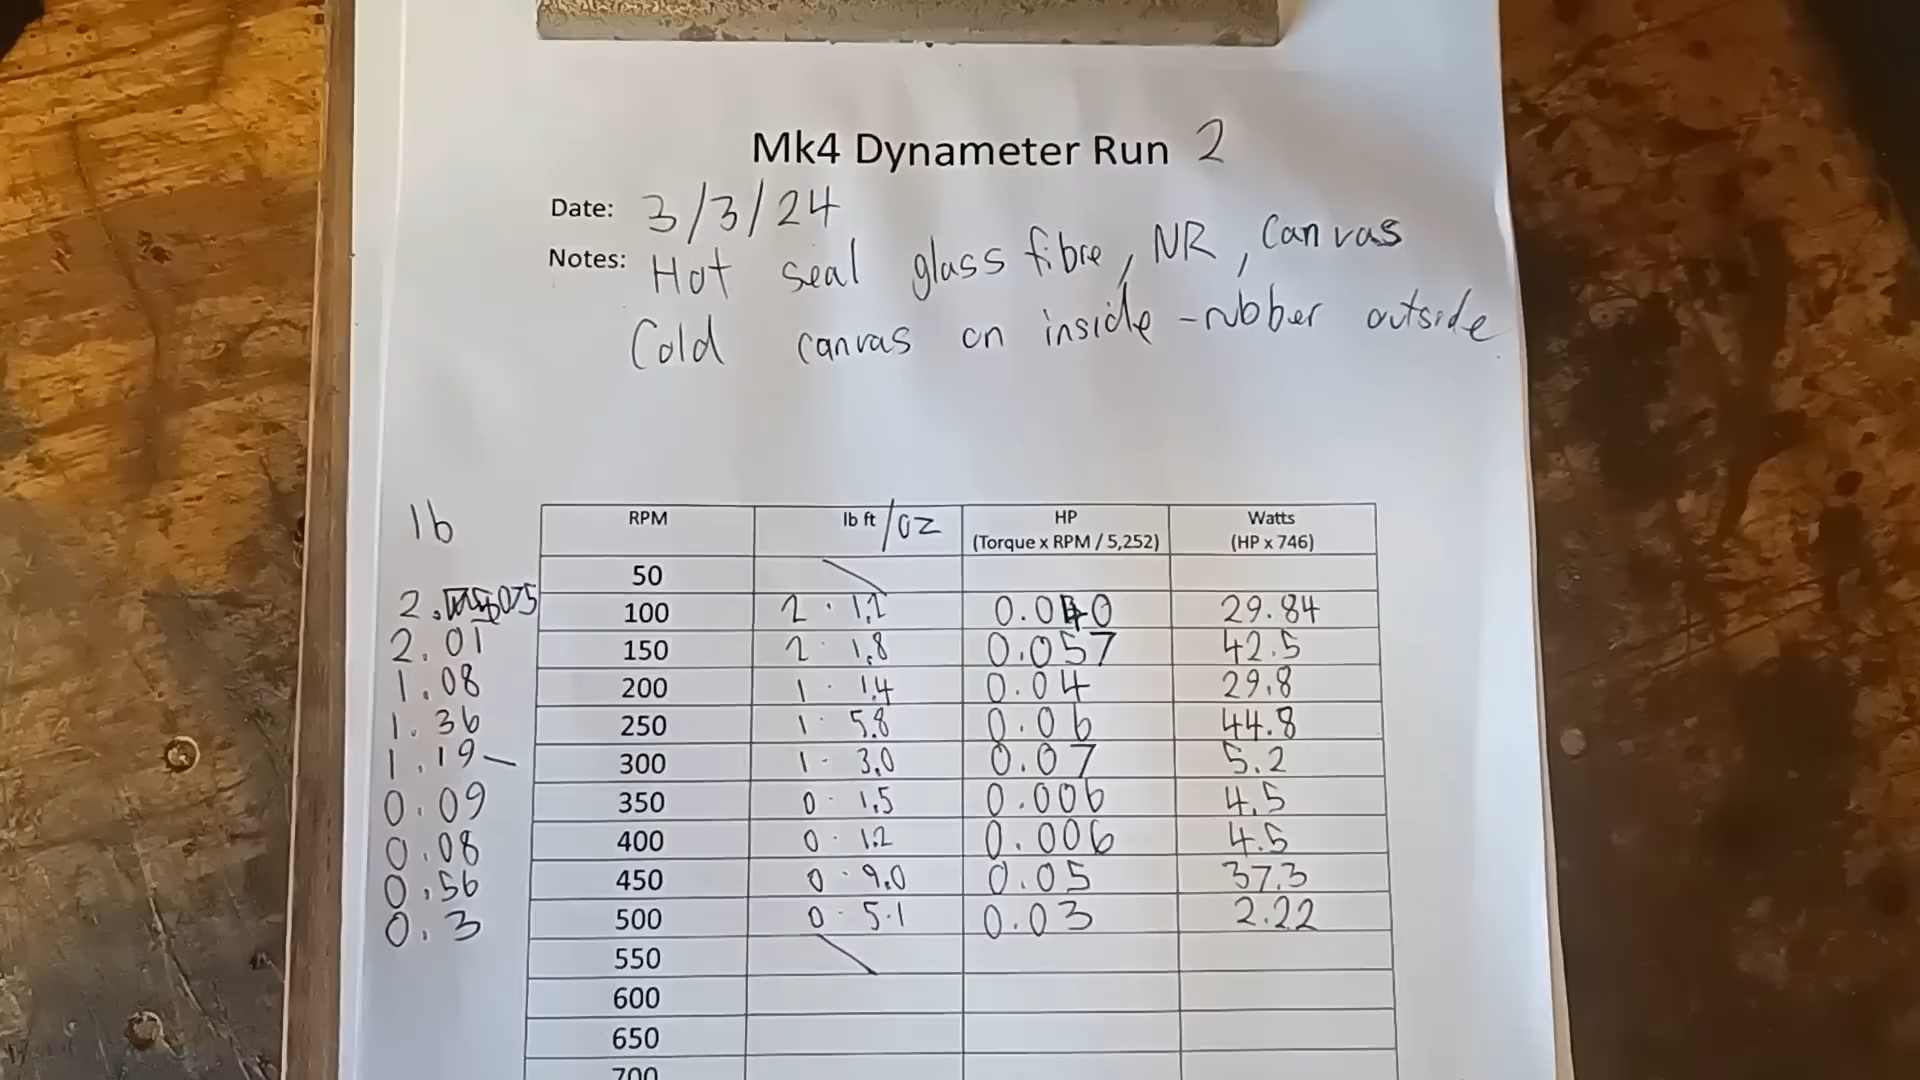 Mk4 Dynameter Run 2
Date: 3/3/24
Notes: Hot seal glass fibre, NR, Canvas
Cold canvas on inside - rubber outside
lb RPM lb ft /oz HP (Torque x RPM / 5,252) Watts (HP x 746)
50
2. 075 100 2 · 1.2 0.040 29.84
2.01 150 2 · 1.8 0.057 42.5
1.08 200 1 · 1.4 0.04 29.8
1.36 250 1 · 5.8 0.06 44.8
1.19 — 300 1 - 3.0 0.07 5.2
0.09 350 0 · 1.5 0.006 4.5
0.08 400 0 · 1.2 0.006 4.5
0.56 450 0 · 9.0 0.05 37.3
0.3 500 0 · 5.1 0.03 2.22
550
600
650
700